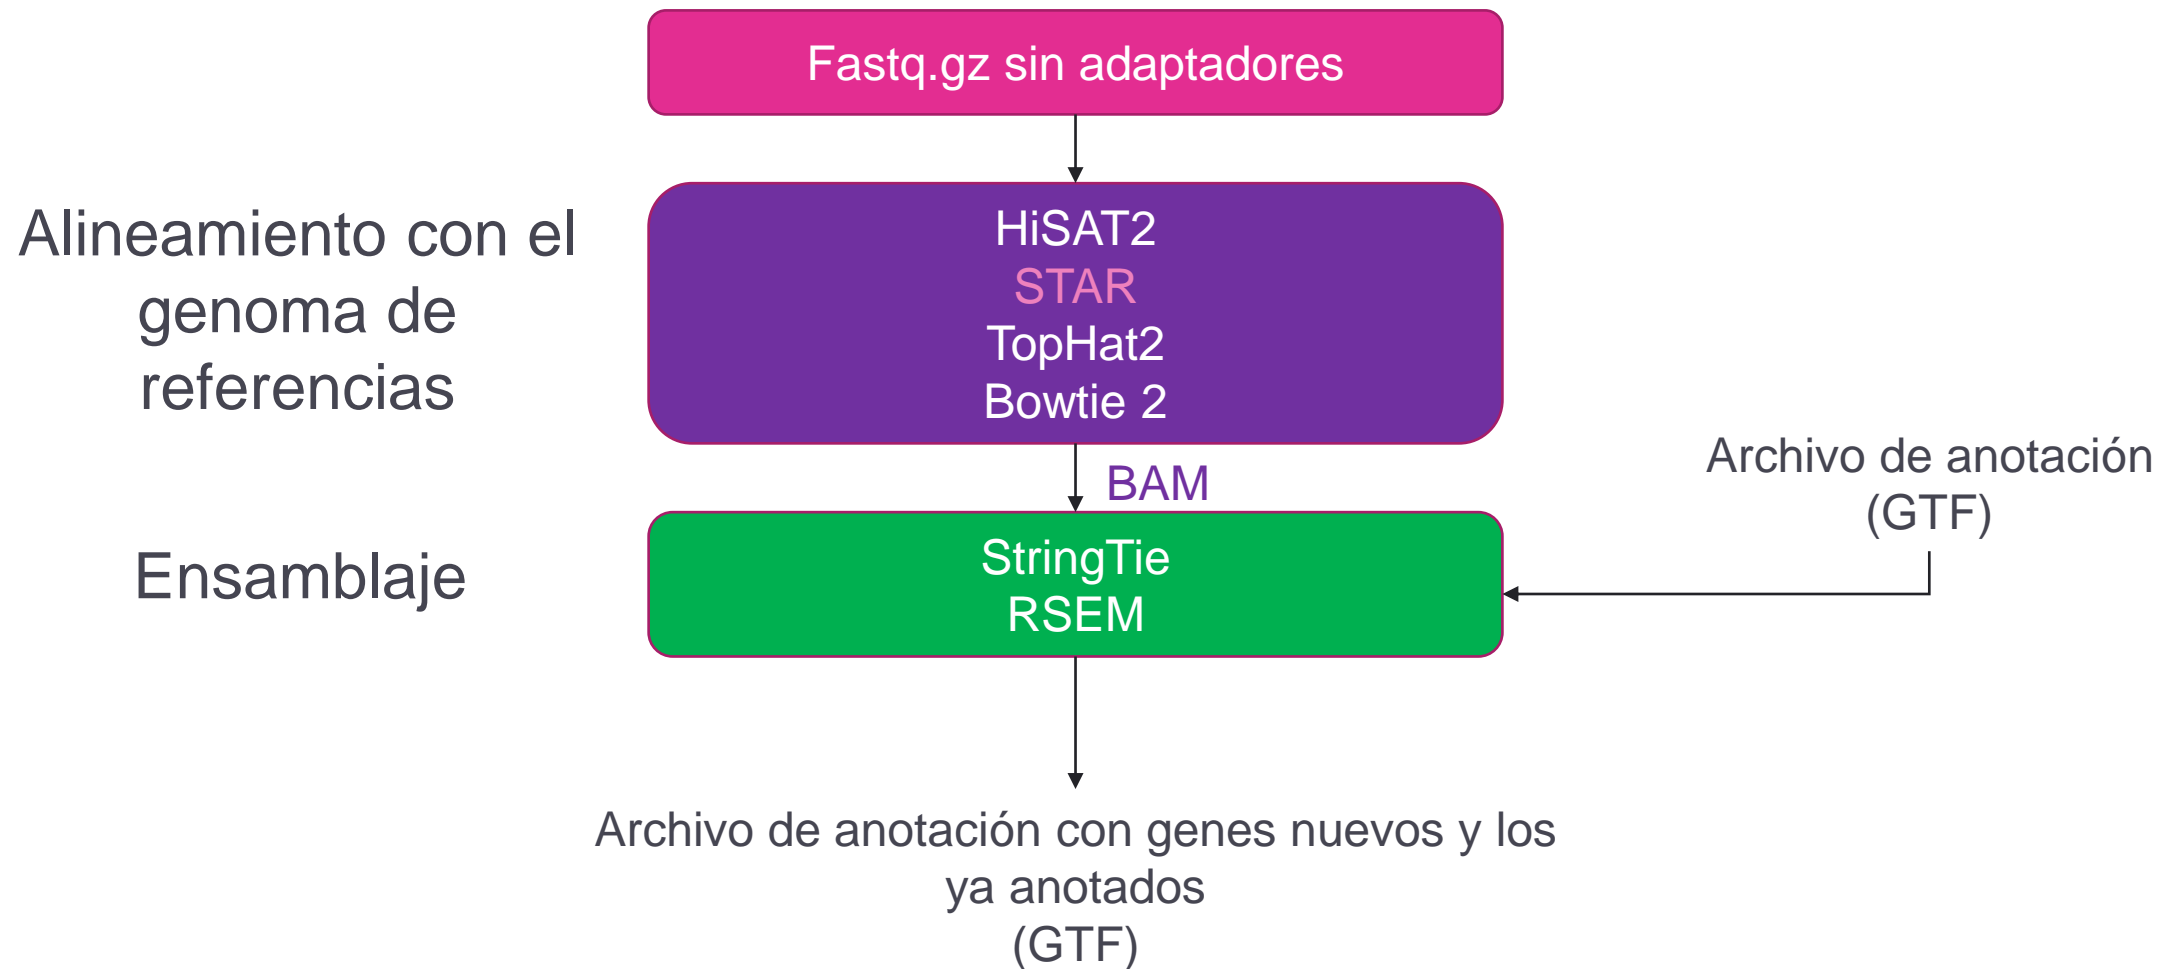 Fastq.gz sin adaptadores
Alineamiento con el
genoma de
referencias
HiSAT2
STAR
TopHat2
Bowtie 2
BAM
Archivo de anotación
(GTF)
Ensamblaje
StringTie
RSEM
Archivo de anotación con genes nuevos y los
ya anotados
(GTF)